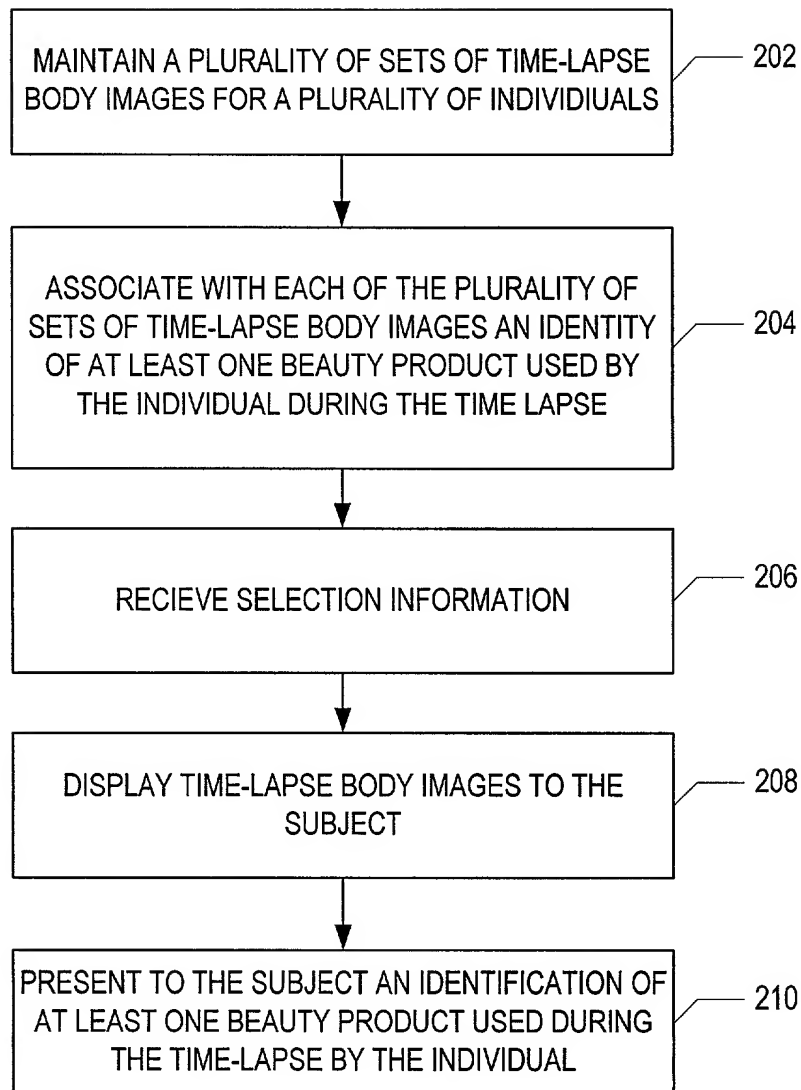 MAINTAIN A PLURALITY OF SETS OF TIME-LAPSE
BODY IMAGES FOR A PLURALITY OF INDIVIDIUALS
202
ASSOCIATE WITH EACH OF THE PLURALITY OF
SETS OF TIME-LAPSE BODY IMAGES AN IDENTITY
OF AT LEAST ONE BEAUTY PRODUCT USED BY
THE INDIVIDUAL DURING THE TIME LAPSE
204
RECIEVE SELECTION INFORMATION
206
DISPLAY TIME-LAPSE BODY IMAGES TO THE
SUBJECT
208
PRESENT TO THE SUBJECT AN IDENTIFICATION OF
AT LEAST ONE BEAUTY PRODUCT USED DURING
THE TIME-LAPSE BY THE INDIVIDUAL
210